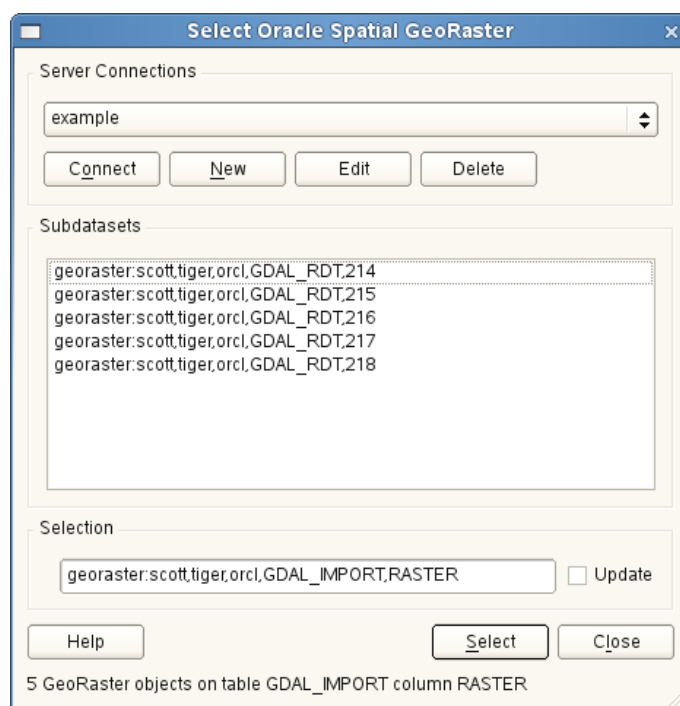 Select Oracle Spatial GeoRaster
Server Connections
example
Connect New Edit Delete
Subdatasets
georaster:scott,tiger,orcl,GDAL_RDT,214
georaster:scott,tiger,orcl,GDAL_RDT,215
georaster:scott,tiger,orcl,GDAL_RDT,216
georaster:scott,tiger,orcl,GDAL_RDT,217
georaster:scott,tiger,orcl,GDAL_RDT,218
Selection
georaster:scott,tiger,orcl,GDAL_IMPORT,RASTER Update
Help Select Close
5 GeoRaster objects on table GDAL_IMPORT column RASTER